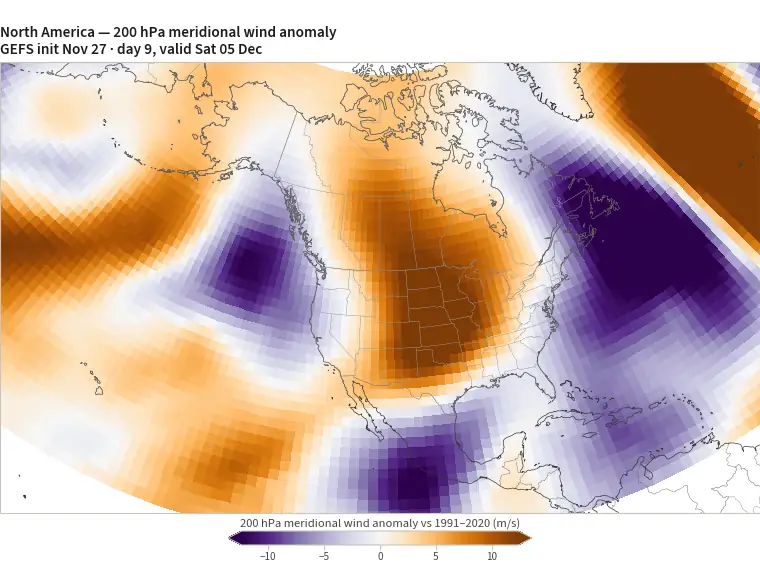 North America — 200 hPa meridional wind anomaly
GEFS init Nov 27 · day 9, valid Sat 05 Dec
200 hPa meridional wind anomaly vs 1991–2020 (m/s)
−10 −5 0 5 10